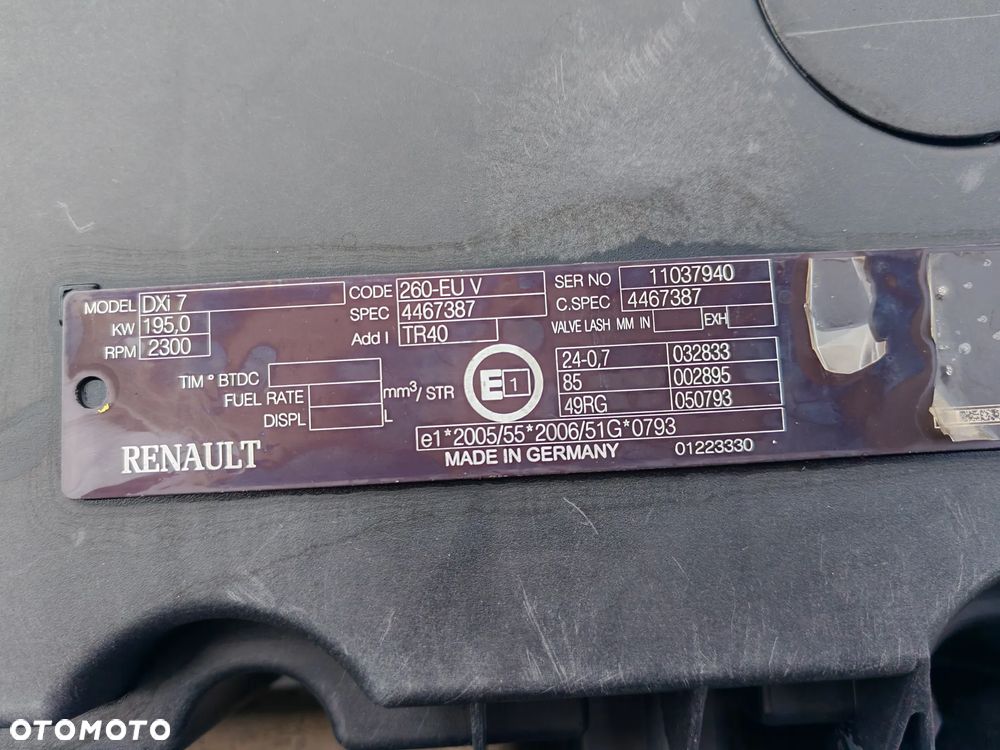 MODEL DXi 7 CODE 260-EU V SER NO 11037940
KW 195,0 SPEC 4467387 C.SPEC 4467387
RPM 2300 Add I TR40 VALVE LASH MM IN EXH
TIM ° BTDC 24-0,7 032833
FUEL RATE mm³/ STR E 1 85 002895
DISPL L 49RG 050793
e1*2005/55*2006/51G*0793
RENAULT MADE IN GERMANY 01223330
OTOMOTO